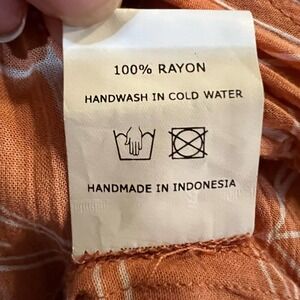 100% RAYON
HANDWASH IN COLD WATER
HANDMADE IN INDONESIA